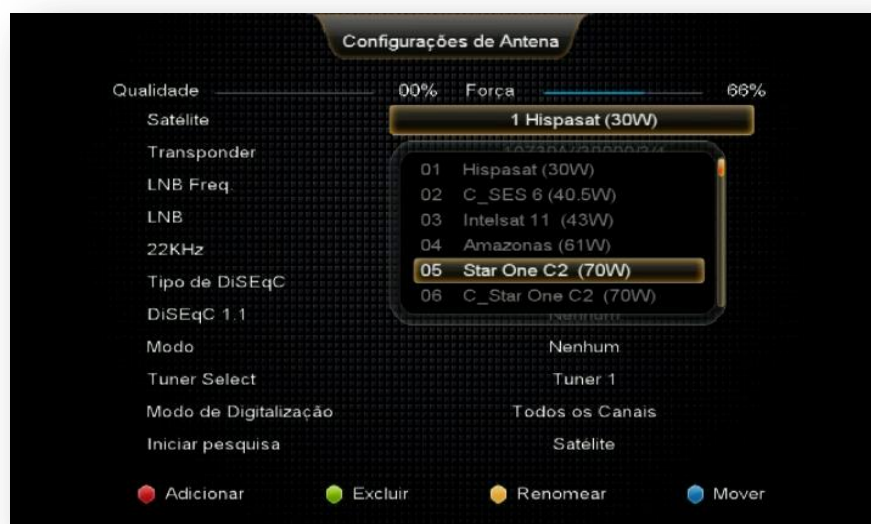 Configurações de Antena
Qualidade 00% Força 66%
Satélite 1 Hispasat (30W)
Transponder
LNB Freq
LNB
22KHz
Tipo de DiSEqC
DiSEqC 1.1 Nenhum
01 Hispasat (30W)
02 C_SES 6 (40.5W)
03 Intelsat 11 (43W)
04 Amazonas (61W)
05 Star One C2 (70W)
06 C_Star One C2 (70W)
Modo Nenhum
Tuner Select Tuner 1
Modo de Digitalização Todos os Canais
Iniciar pesquisa Satélite
Adicionar Excluir Renomear Mover